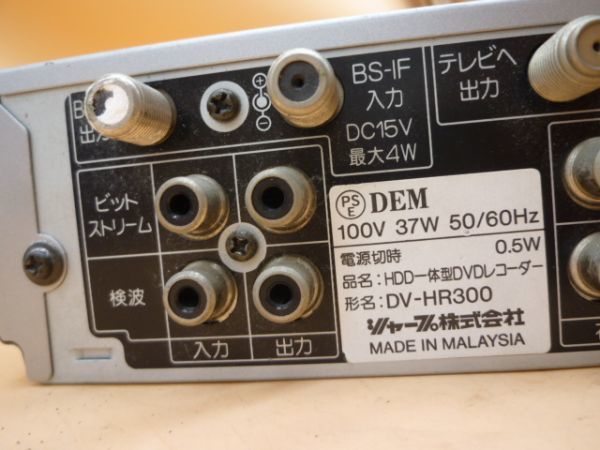 BS-IF
入力
DC15V
最大4W
テレビへ
出力
B
出力
ビット
ストリーム
検波
入力
出力
PSE DEM
100V 37W 50/60Hz
電源切時 0.5W
品名:HDD一体型DVDレコーダー
形名:DV-HR300
シャープ株式会社
MADE IN MALAYSIA